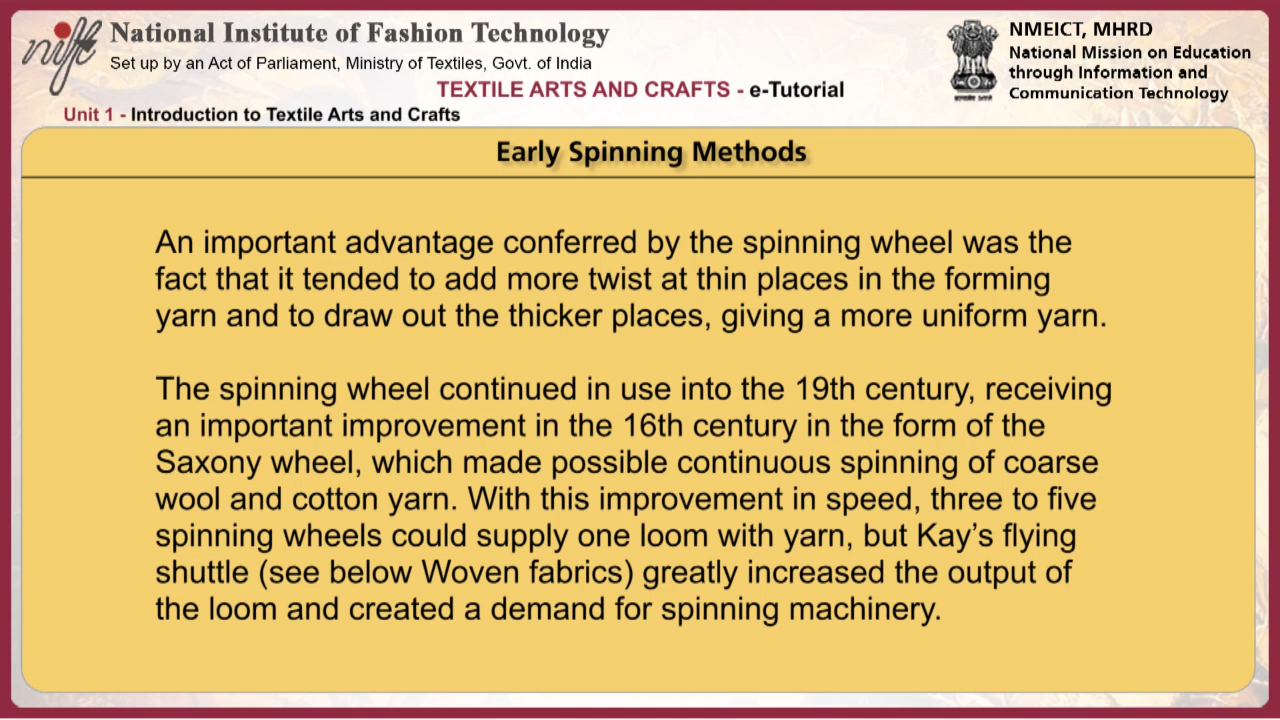 nift
National Institute of Fashion Technology
Set up by an Act of Parliament, Ministry of Textiles, Govt. of India
NMEICT, MHRD
National Mission on Education
through Information and
Communication Technology
TEXTILE ARTS AND CRAFTS - e-Tutorial
Unit 1 - Introduction to Textile Arts and Crafts
Early Spinning Methods
An important advantage conferred by the spinning wheel was the
fact that it tended to add more twist at thin places in the forming
yarn and to draw out the thicker places, giving a more uniform yarn.
The spinning wheel continued in use into the 19th century, receiving
an important improvement in the 16th century in the form of the
Saxony wheel, which made possible continuous spinning of coarse
wool and cotton yarn. With this improvement in speed, three to five
spinning wheels could supply one loom with yarn, but Kay’s flying
shuttle (see below Woven fabrics) greatly increased the output of
the loom and created a demand for spinning machinery.